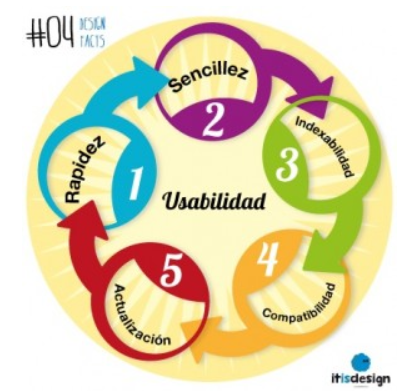 #04 DESIGN
FACTS
Rapidez
1
Sencillez
2
Indexabilidad
3
Compatibilidad
4
Actualización
5
Usabilidad
itisdesign